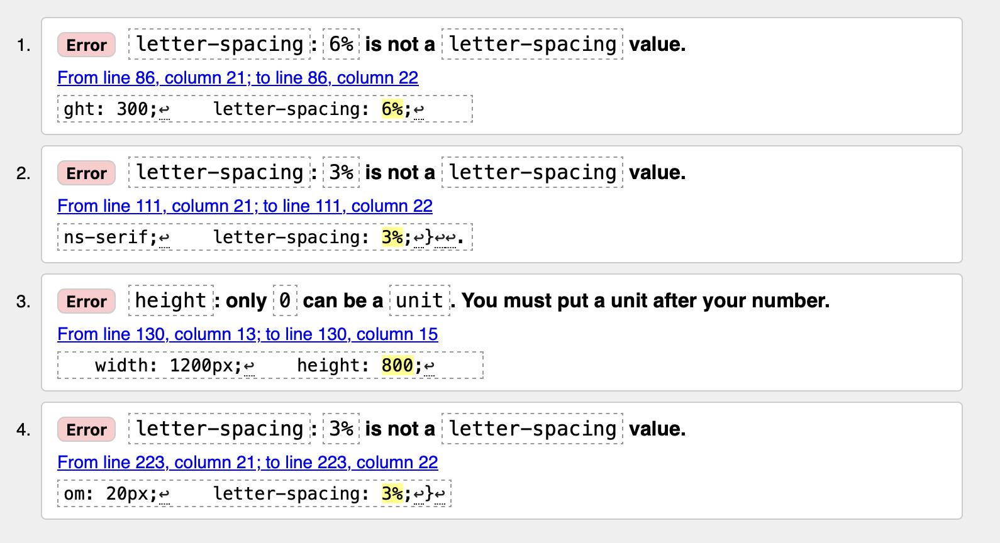 1. Error letter-spacing: 6% is not a letter-spacing value.
From line 86, column 21; to line 86, column 22
ght: 300;↩    letter-spacing: 6%;↩
2. Error letter-spacing: 3% is not a letter-spacing value.
From line 111, column 21; to line 111, column 22
ns-serif;↩    letter-spacing: 3%;↩}↩↩.
3. Error height: only 0 can be a unit. You must put a unit after your number.
From line 130, column 13; to line 130, column 15
width: 1200px;↩    height: 800;↩
4. Error letter-spacing: 3% is not a letter-spacing value.
From line 223, column 21; to line 223, column 22
om: 20px;↩    letter-spacing: 3%;↩}↩